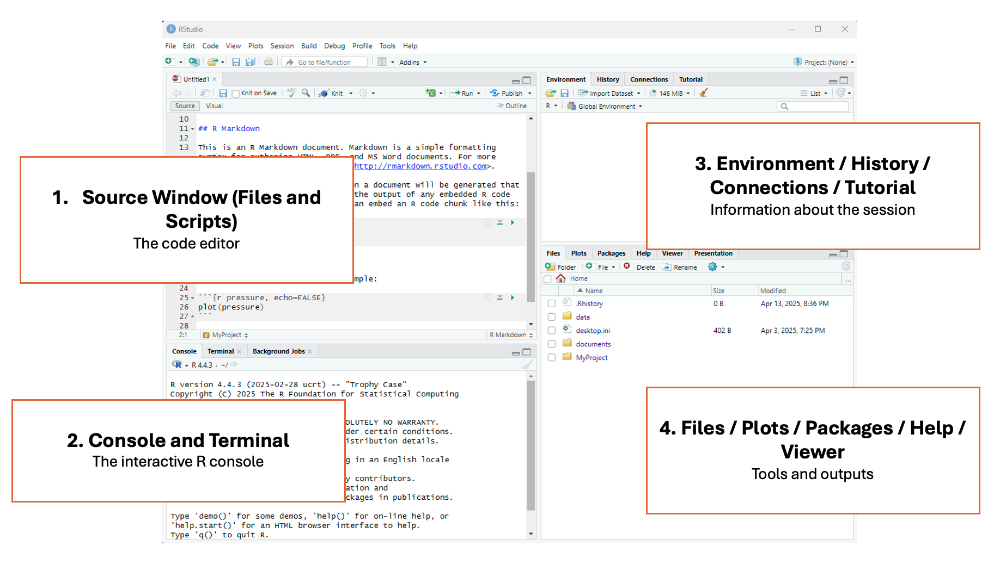 RStudio
File Edit Code View Plots Session Build Debug Profile Tools Help
Go to file/function Addins Project: (None)
Untitled1
Knit on Save ABC Knit Run Publish
Source Visual Outline
10
11 ## R Markdown
12
13 This is an R Markdown document. Markdown is a simple formatting
and MS Word documents. For more
http://rmarkdown.rstudio.com>.
n a document will be generated that
the output of any embedded R code
an embed an R code chunk like this:
mple:
24
25 ```{r pressure, echo=FALSE}
26 plot(pressure)
27 ```
28
2:1 MyProject R Markdown
1. Source Window (Files and
Scripts)
The code editor
Console Terminal Background Jobs
R 4.4.3 · ~/
R version 4.4.3 (2025-02-28 ucrt) -- "Trophy Case"
Copyright (C) 2025 The R Foundation for Statistical Computing
OLUTELY NO WARRANTY.
der certain conditions.
istribution details.
g in an English locale
y contributors.
ation and
ckages in publications.
Type 'demo()' for some demos, 'help()' for on-line help, or
'help.start()' for an HTML browser interface to help.
Type 'q()' to quit R.
2. Console and Terminal
The interactive R console
Environment History Connections Tutorial
Import Dataset 146 MiB List
R Global Environment
3. Environment / History /
Connections / Tutorial
Information about the session
Files Plots Packages Help Viewer Presentation
Folder File Delete Rename
Home ...
Name Size Modified
.Rhistory 0 B Apr 13, 2025, 8:36 PM
data
desktop.ini 402 B Apr 3, 2025, 7:25 PM
documents
MyProject
4. Files / Plots / Packages / Help /
Viewer
Tools and outputs